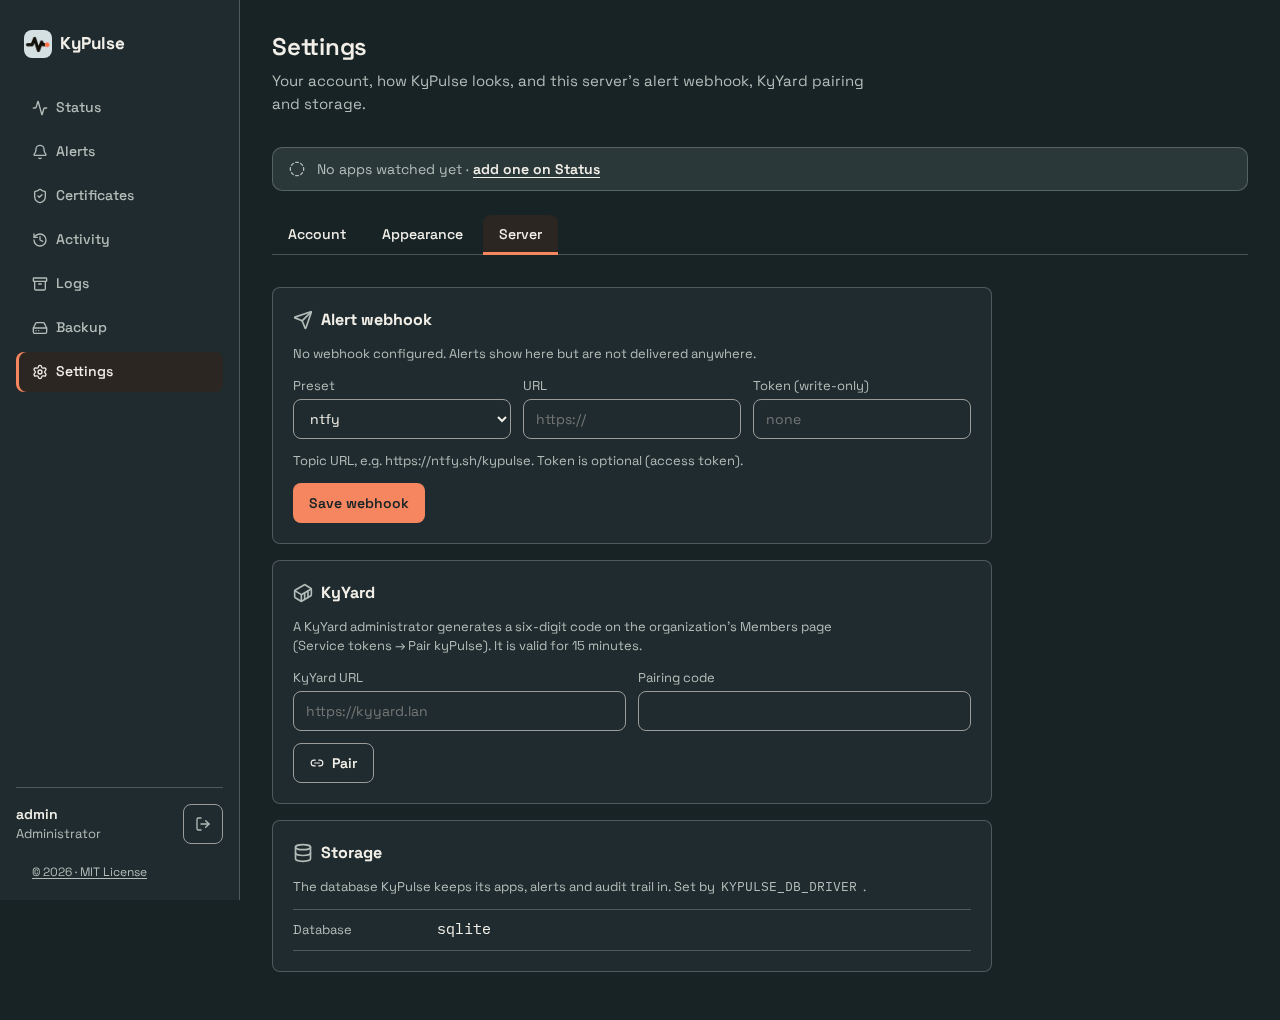 KyPulse
Status
Alerts
Certificates
Activity
Logs
Backup
Settings
admin
Administrator
© 2026 · MIT License
Settings
Your account, how KyPulse looks, and this server’s alert webhook, KyYard pairing
and storage.
No apps watched yet · add one on Status
Account Appearance Server
Alert webhook
No webhook configured. Alerts show here but are not delivered anywhere.
Preset URL Token (write-only)
ntfy https:// none
Topic URL, e.g. https://ntfy.sh/kypulse. Token is optional (access token).
Save webhook
KyYard
A KyYard administrator generates a six-digit code on the organization’s Members page
(Service tokens → Pair kyPulse). It is valid for 15 minutes.
KyYard URL Pairing code
https://kyyard.lan
Pair
Storage
The database KyPulse keeps its apps, alerts and audit trail in. Set by KYPULSE_DB_DRIVER .
Database sqlite